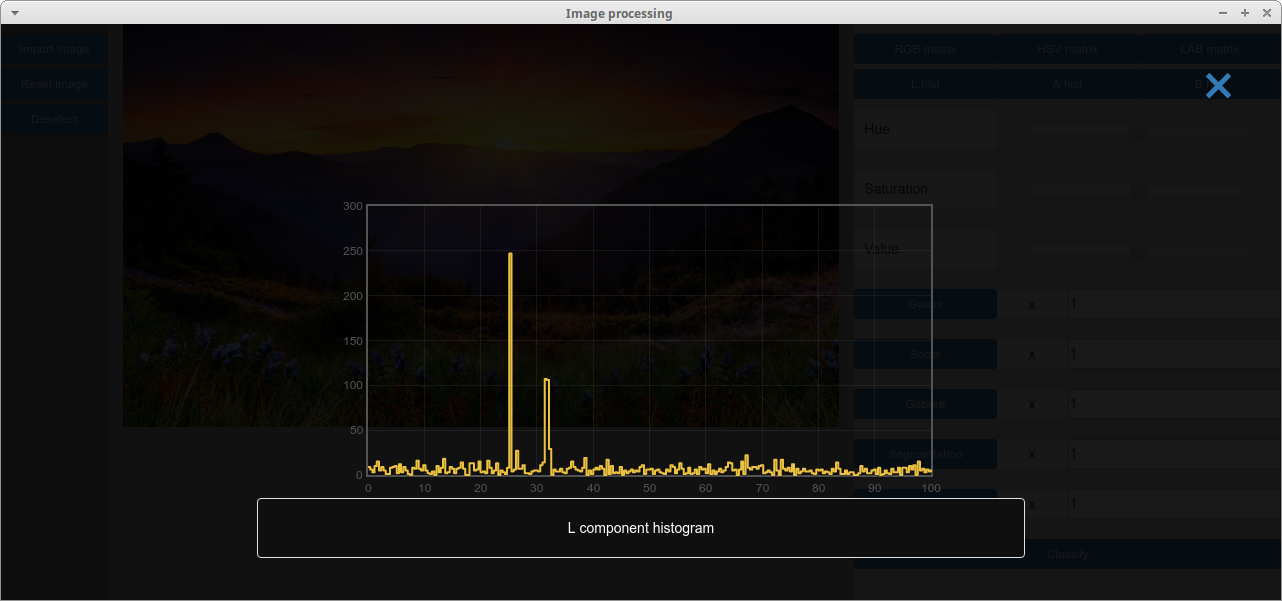 Image processing
Import image
RGB matrix HSV matrix LAB matrix
Reset image
L hist A hist B
Deselect
Hue
Saturation
Value
300
250
200
150
100
50
0
0 10 20 30 40 50 60 70 80 90 100
Gauss x 1
Sobel x 1
Gabore x 1
Segmentation x 1
x 1
L component histogram
Classify